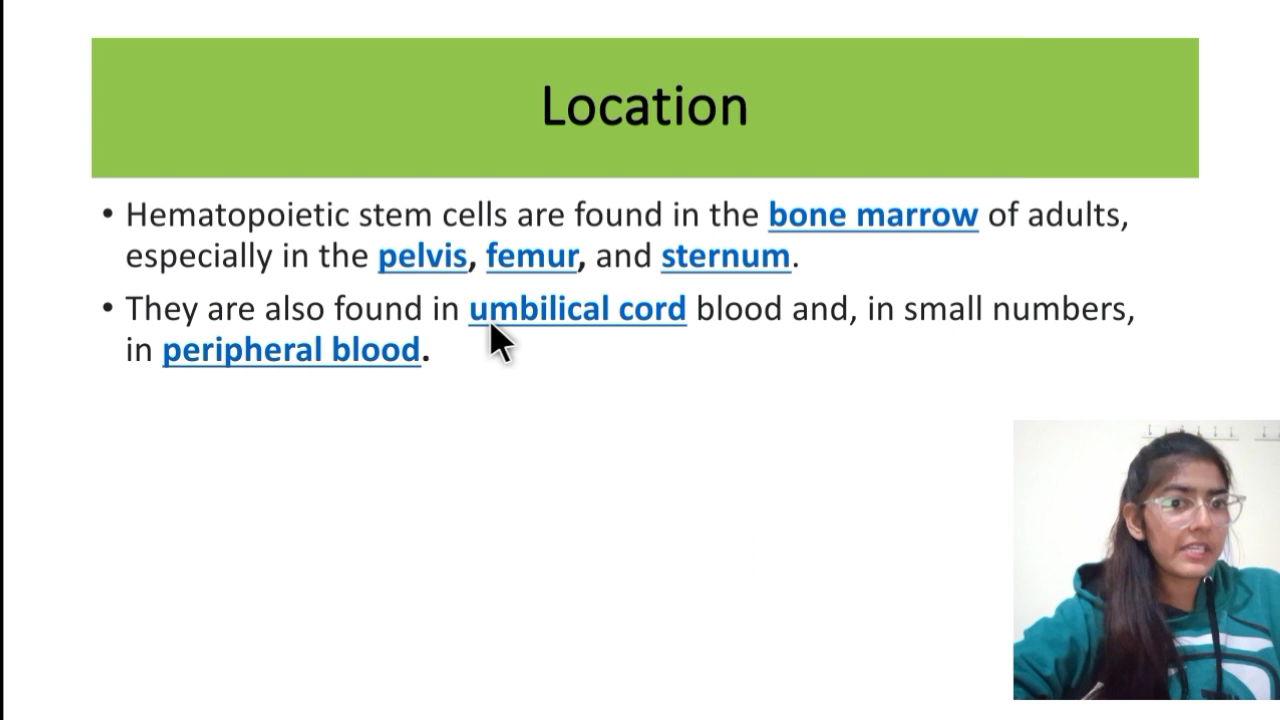 Location
• Hematopoietic stem cells are found in the bone marrow of adults,
especially in the pelvis, femur, and sternum.
• They are also found in umbilical cord blood and, in small numbers,
in peripheral blood.